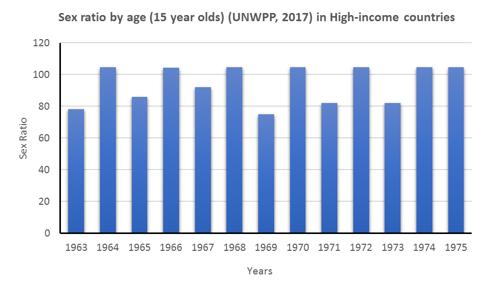 Sex ratio by age (15 year olds) (UNWPP, 2017) in High-income countries
120
100
80
60
40
20
0
Sex Ratio
1963 1964 1965 1966 1967 1968 1969 1970 1971 1972 1973 1974 1975
Years